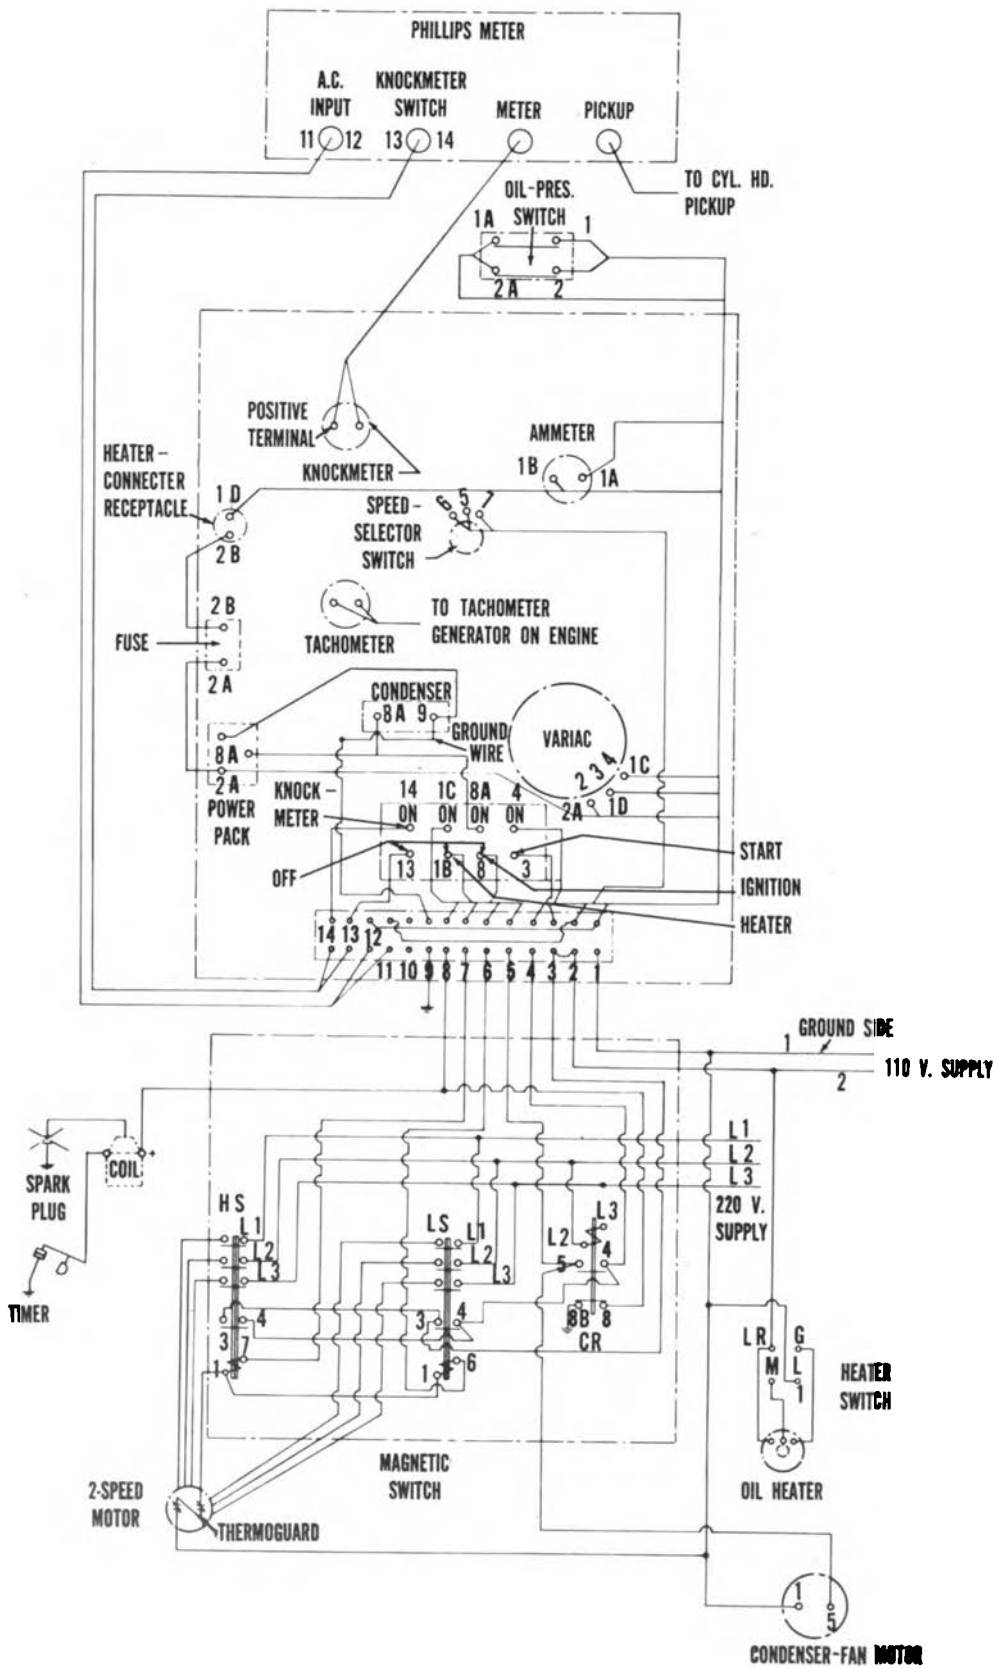 PHILLIPS METER
A.C. INPUT
KNOCKMETER SWITCH
METER
PICKUP
11 12
13 14
TO CYL. HD. PICKUP
OIL-PRES. SWITCH
1A 1
2A 2
POSITIVE TERMINAL
KNOCKMETER
AMMETER
1B 1A
HEATER-CONNECTER RECEPTACLE
1D
2B
SPEED-SELECTOR SWITCH
6 5 7
2B
FUSE
2A
TACHOMETER
TO TACHOMETER GENERATOR ON ENGINE
CONDENSER
8A 9
GROUND WIRE
VARIAC
2 3 4
1C
1D
2A
8A
2A
POWER PACK
KNOCK-METER
14 1C 8A 4
ON ON ON ON
OFF
13 1B 8 3
START
IGNITION
HEATER
14 13 12 11 10 9 8 7 6 5 4 3 2 1
GROUND SIDE
1
110 V. SUPPLY
2
L1
L2
L3
220 V. SUPPLY
SPARK PLUG
COIL
+
TIMER
HS
L1
L2
L3
3 4
7
1
LS
L1
L2
L3
3 4
6
1
L3
L2
5 4
8B 8
CR
LR G
M L
1
HEATER SWITCH
OIL HEATER
MAGNETIC SWITCH
2-SPEED MOTOR
THERMOGUARD
1 5
CONDENSER-FAN MOTOR